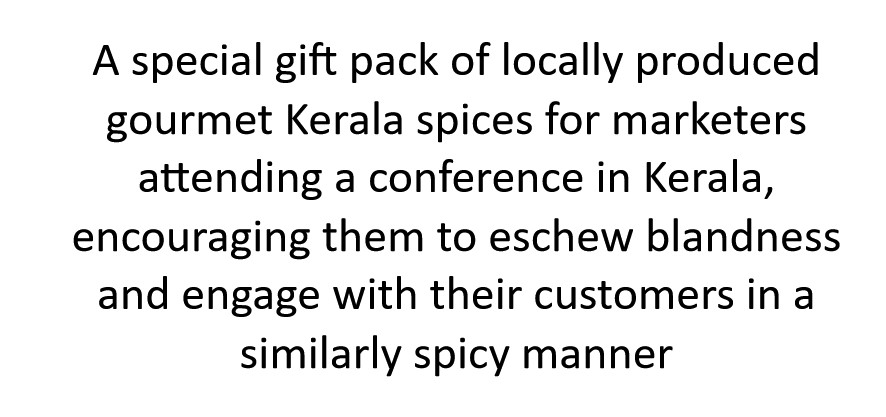 A special gift pack of locally produced
gourmet Kerala spices for marketers
attending a conference in Kerala,
encouraging them to eschew blandness
and engage with their customers in a
similarly spicy manner